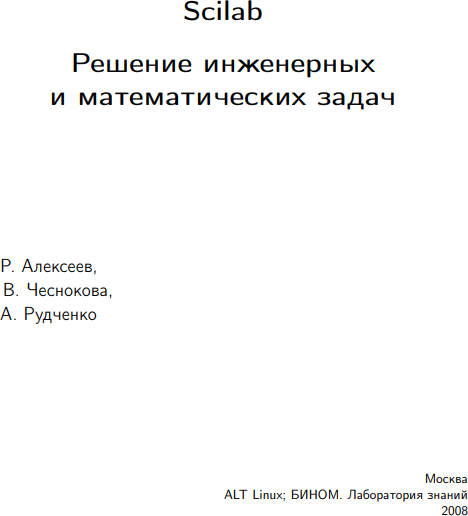 Scilab
Решение инженерных
и математических задач
Р. Алексеев,
В. Чеснокова,
А. Рудченко
Москва
ALT Linux; БИНОМ. Лаборатория знаний
2008